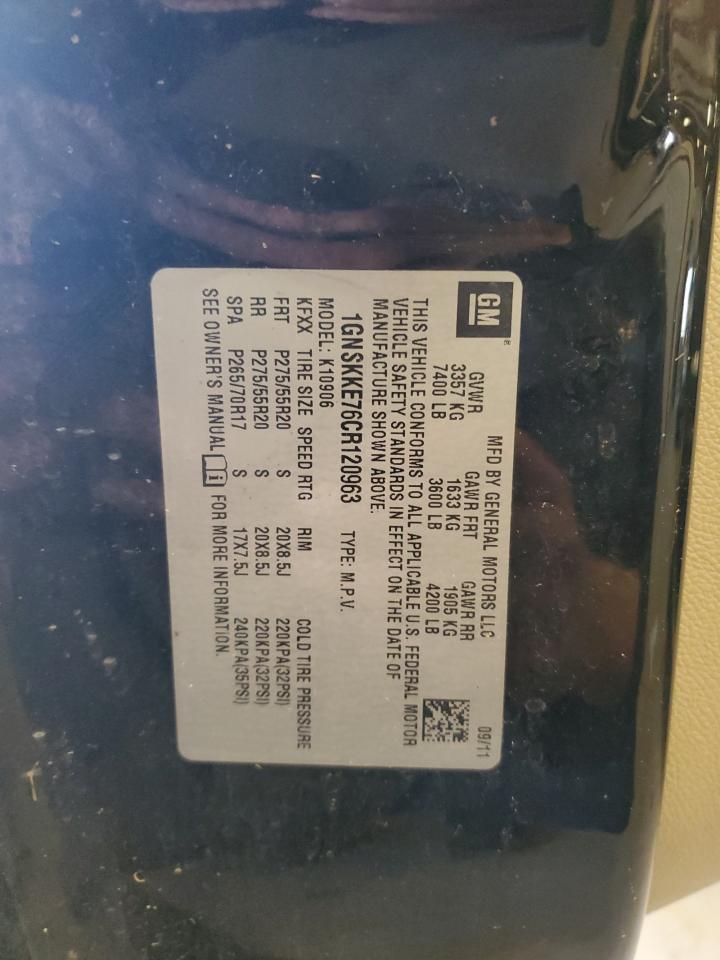 GM®
MFD BY GENERAL MOTORS LLC 09/11
GVWR GAWR FRT GAWR RR
3357 KG 1633 KG 1905 KG
7400 LB 3600 LB 4200 LB
THIS VEHICLE CONFORMS TO ALL APPLICABLE U.S. FEDERAL MOTOR
VEHICLE SAFETY STANDARDS IN EFFECT ON THE DATE OF
MANUFACTURE SHOWN ABOVE.
1GNSKKE76CR120963 TYPE: M.P.V.
MODEL: K10906
KFXX TIRE SIZE SPEED RTG RIM COLD TIRE PRESSURE
FRT P275/55R20 S 20X8.5J 220KPA(32PSI)
RR P275/55R20 S 20X8.5J 220KPA(32PSI)
SPA P265/70R17 S 17X7.5J 240KPA(35PSI)
SEE OWNER'S MANUAL i FOR MORE INFORMATION.